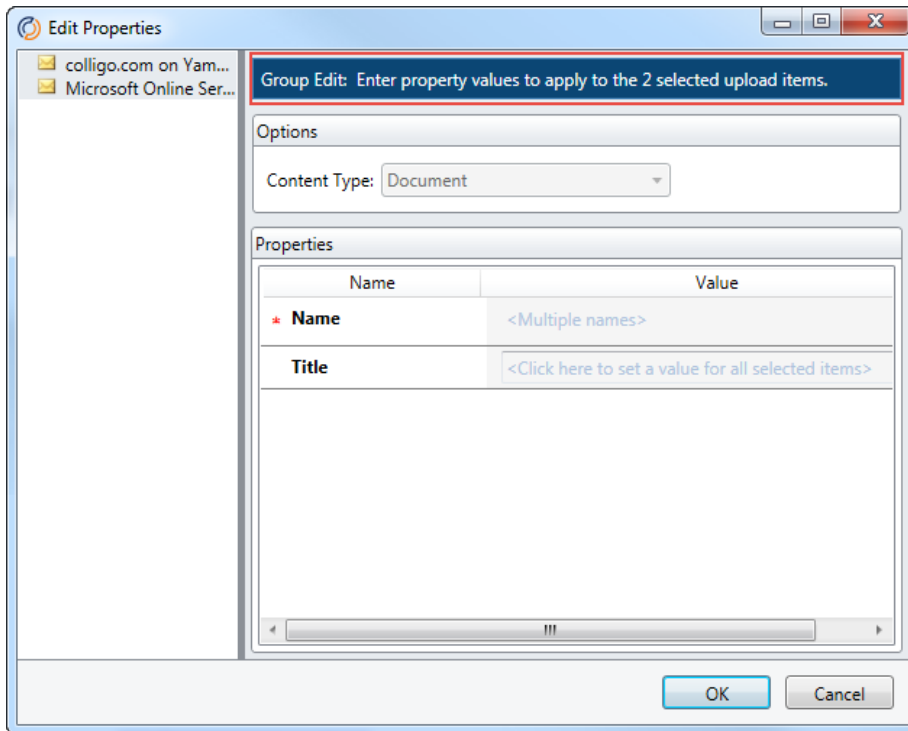 Edit Properties
colligo.com on Yam...
Microsoft Online Ser...
Group Edit: Enter property values to apply to the 2 selected upload items.
Options
Content Type: Document
Properties
Name Value
* Name <Multiple names>
Title <Click here to set a value for all selected items>
OK Cancel